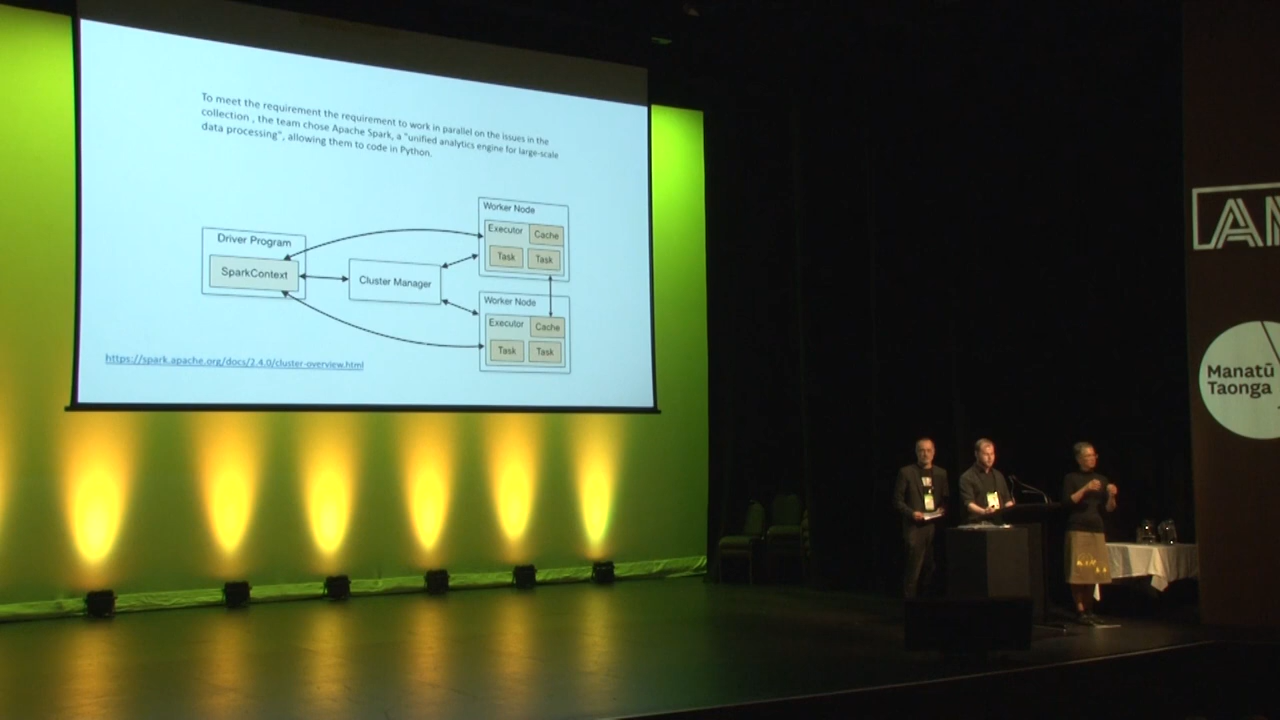 To meet the requirement the requirement to work in parallel on the issues in the
collection , the team chose Apache Spark, a "unified analytics engine for large-scale
data processing", allowing them to code in Python.
Driver Program
SparkContext
Cluster Manager
Worker Node
Executor
Cache
Task
Task
Worker Node
Executor
Cache
Task
Task
https://spark.apache.org/docs/2.4.0/cluster-overview.html
Manatū
Taonga